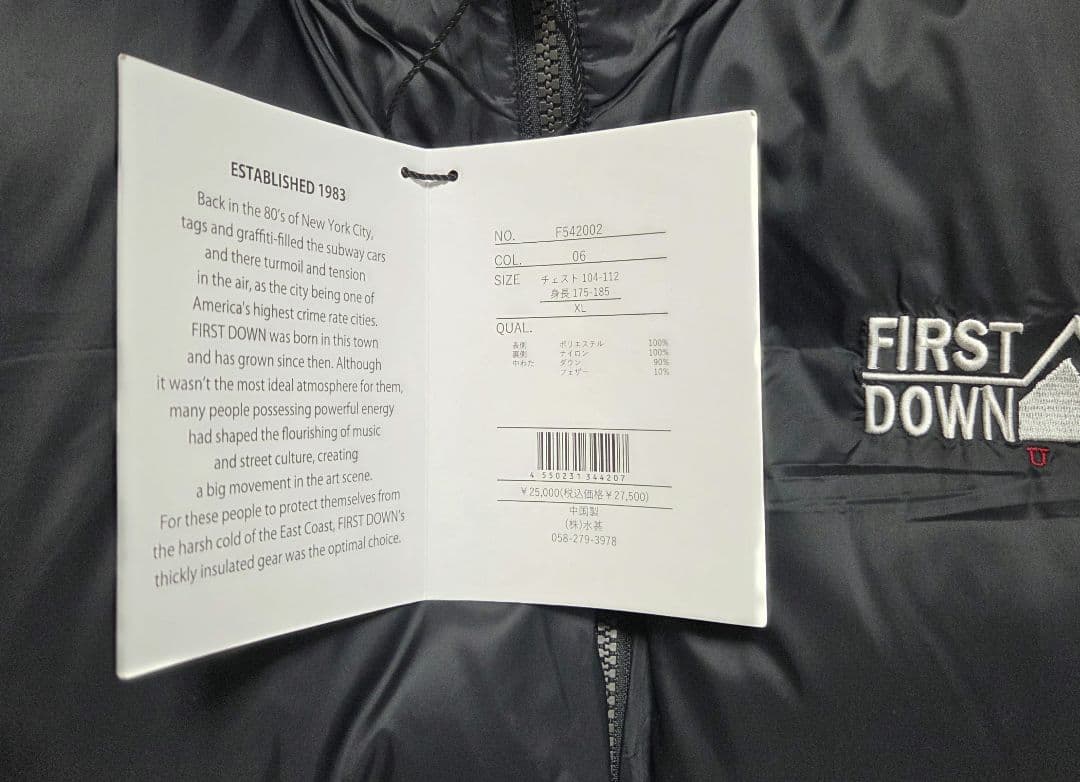 ESTABLISHED 1983
Back in the 80's of New York City,
tags and graffiti-filled the subway cars
and there turmoil and tension
in the air, as the city being one of
America's highest crime rate cities.
FIRST DOWN was born in this town
and has grown since then. Although
it wasn't the most ideal atmosphere for them,
many people possessing powerful energy
had shaped the flourishing of music
and street culture, creating
a big movement in the art scene.
For these people to protect themselves from
the harsh cold of the East Coast, FIRST DOWN's
thickly insulated gear was the optimal choice.
NO. F542002
COL. 06
SIZE チェスト 104-112
身長 175-185
XL
QUAL.
表側 ポリエステル 100%
裏側 ナイロン 100%
中わた ダウン 90%
フェザー 10%
4 550231 344207
¥25,000(税込価格¥27,500)
中国製
(株)水甚
058-279-3978
FIRST
DOWN
U